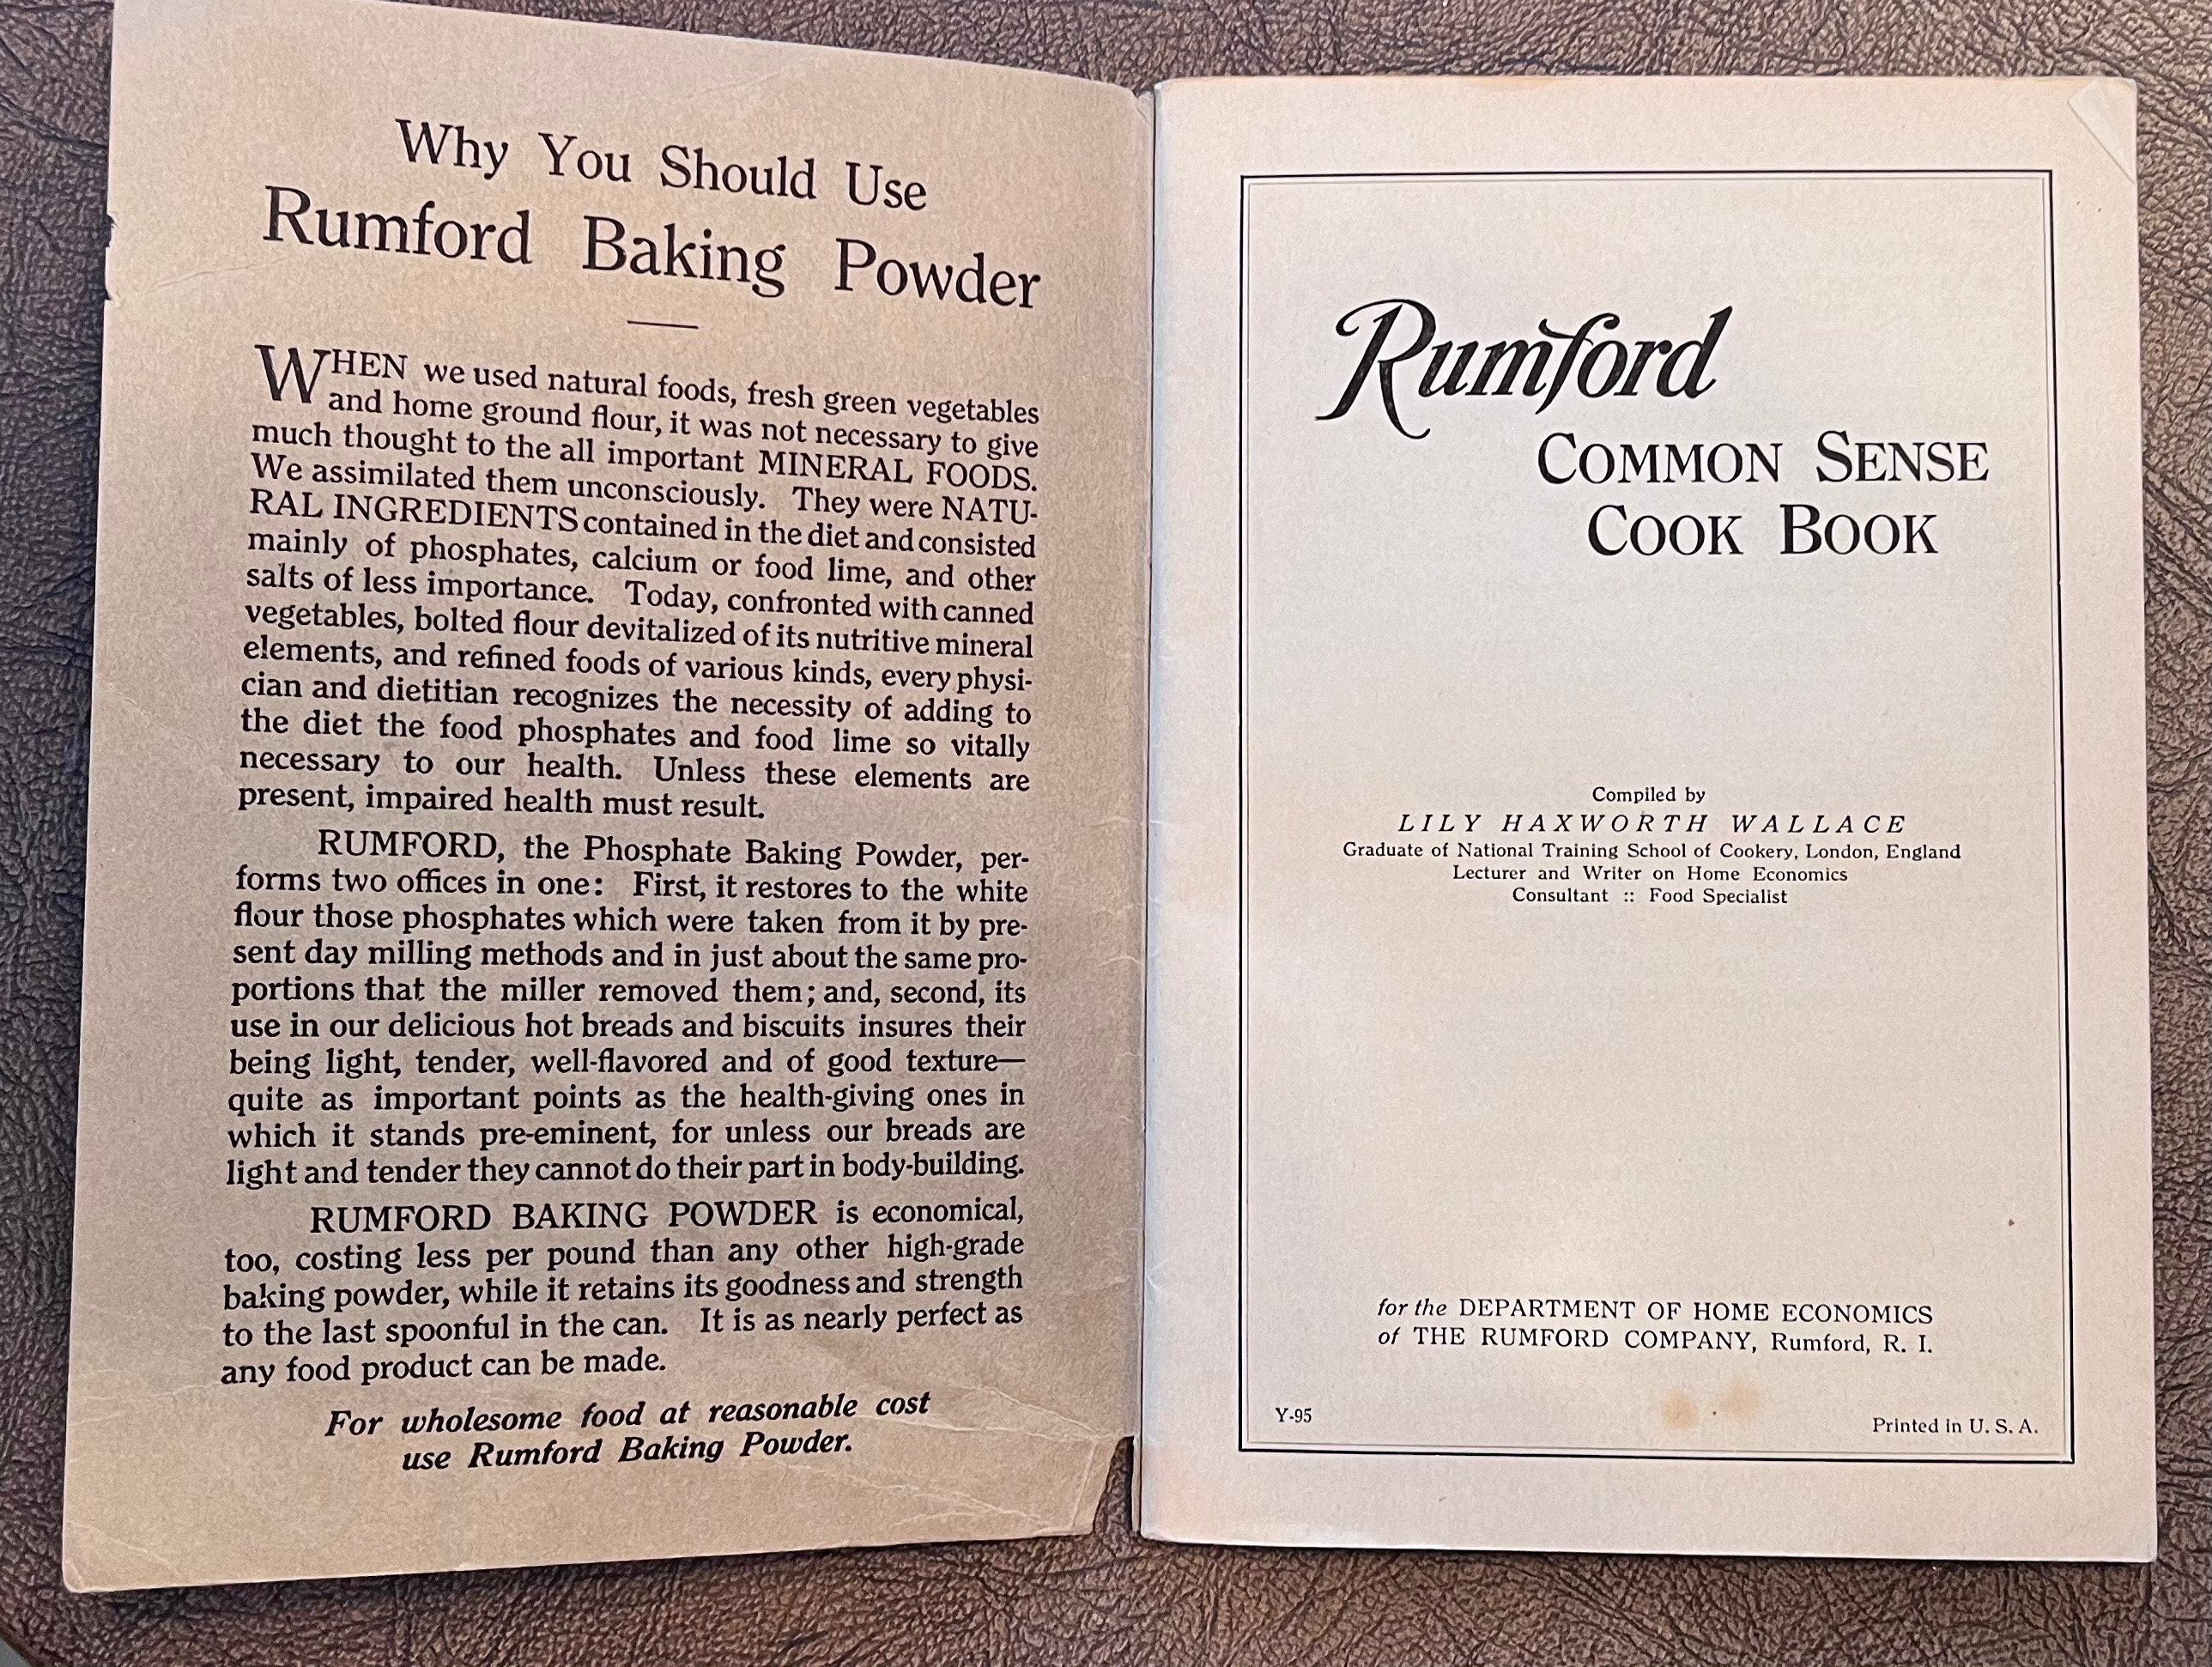 Why You Should Use
Rumford Baking Powder
WHEN we used natural foods, fresh green vegetables
and home ground flour, it was not necessary to give
much thought to the all important MINERAL FOODS.
We assimilated them unconsciously. They were NATU-
RAL INGREDIENTS contained in the diet and consisted
mainly of phosphates, calcium or food lime, and other
salts of less importance. Today, confronted with canned
vegetables, bolted flour devitalized of its nutritive mineral
elements, and refined foods of various kinds, every physi-
cian and dietitian recognizes the necessity of adding to
the diet the food phosphates and food lime so vitally
necessary to our health. Unless these elements are
present, impaired health must result.
RUMFORD, the Phosphate Baking Powder, per-
forms two offices in one: First, it restores to the white
flour those phosphates which were taken from it by pre-
sent day milling methods and in just about the same pro-
portions that the miller removed them; and, second, its
use in our delicious hot breads and biscuits insures their
being light, tender, well-flavored and of good texture—
quite as important points as the health-giving ones in
which it stands pre-eminent, for unless our breads are
light and tender they cannot do their part in body-building.
RUMFORD BAKING POWDER is economical,
too, costing less per pound than any other high-grade
baking powder, while it retains its goodness and strength
to the last spoonful in the can. It is as nearly perfect as
any food product can be made.
For wholesome food at reasonable cost
use Rumford Baking Powder.
Rumford
COMMON SENSE
COOK BOOK
Compiled by
LILY HAXWORTH WALLACE
Graduate of National Training School of Cookery, London, England
Lecturer and Writer on Home Economics
Consultant :: Food Specialist
for the DEPARTMENT OF HOME ECONOMICS
of THE RUMFORD COMPANY, Rumford, R. I.
Y-95
Printed in U. S. A.